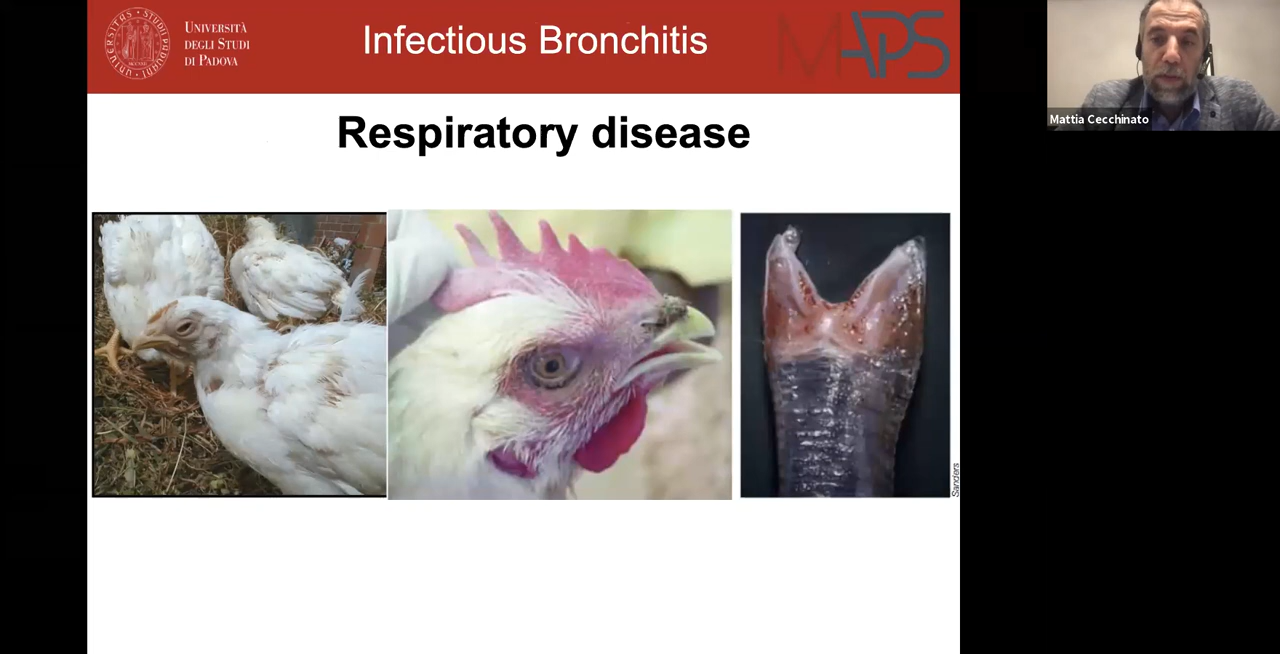 UNIVERSITÀ
DEGLI STUDI
DI PADOVA
Infectious Bronchitis
MAPS
Mattia Cecchinato
Respiratory disease
Sanders